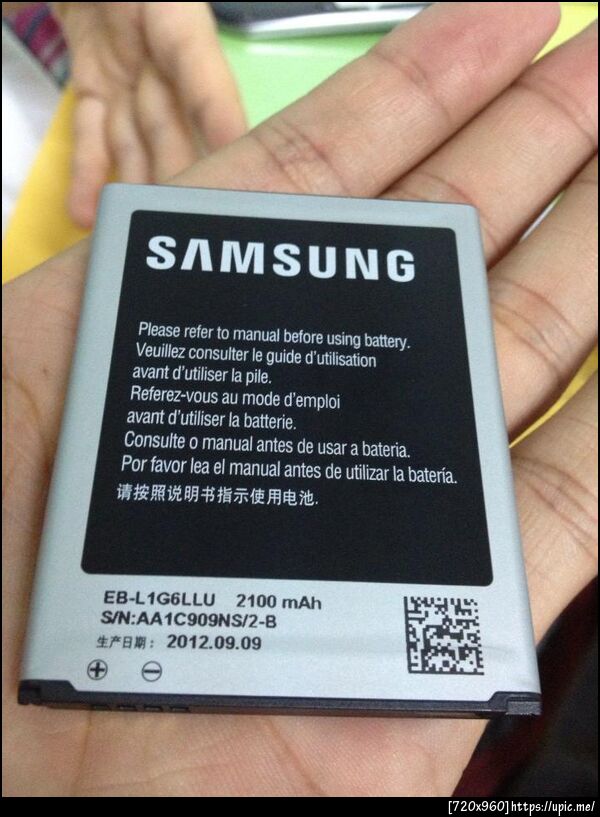 SAMSUNG
Please refer to manual before using battery.
Veuillez consulter le guide d'utilisation
avant d'utiliser la pile.
Referez-vous au mode d'emploi
avant d'utiliser la batterie.
Consulte o manual antes de usar a bateria.
Por favor lea el manual antes de utilizar la batería.
请按照说明书指示使用电池.
EB-L1G6LLU 2100 mAh
S/N:AA1C909NS/2-B
生产日期: 2012.09.09
[720x960]https://upic.me/